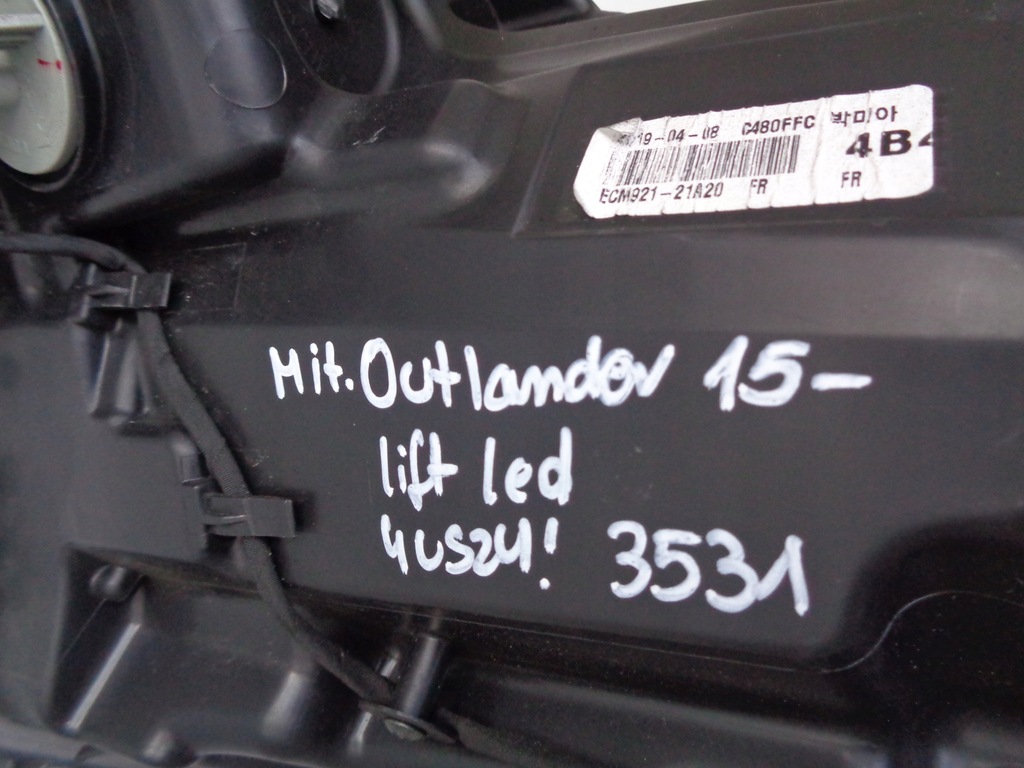 19-04-08 C480FFC 박미아
4B4
ECM921-21A20 FR FR
Mit. Outlander 15-
lift led
4USZY! 3531